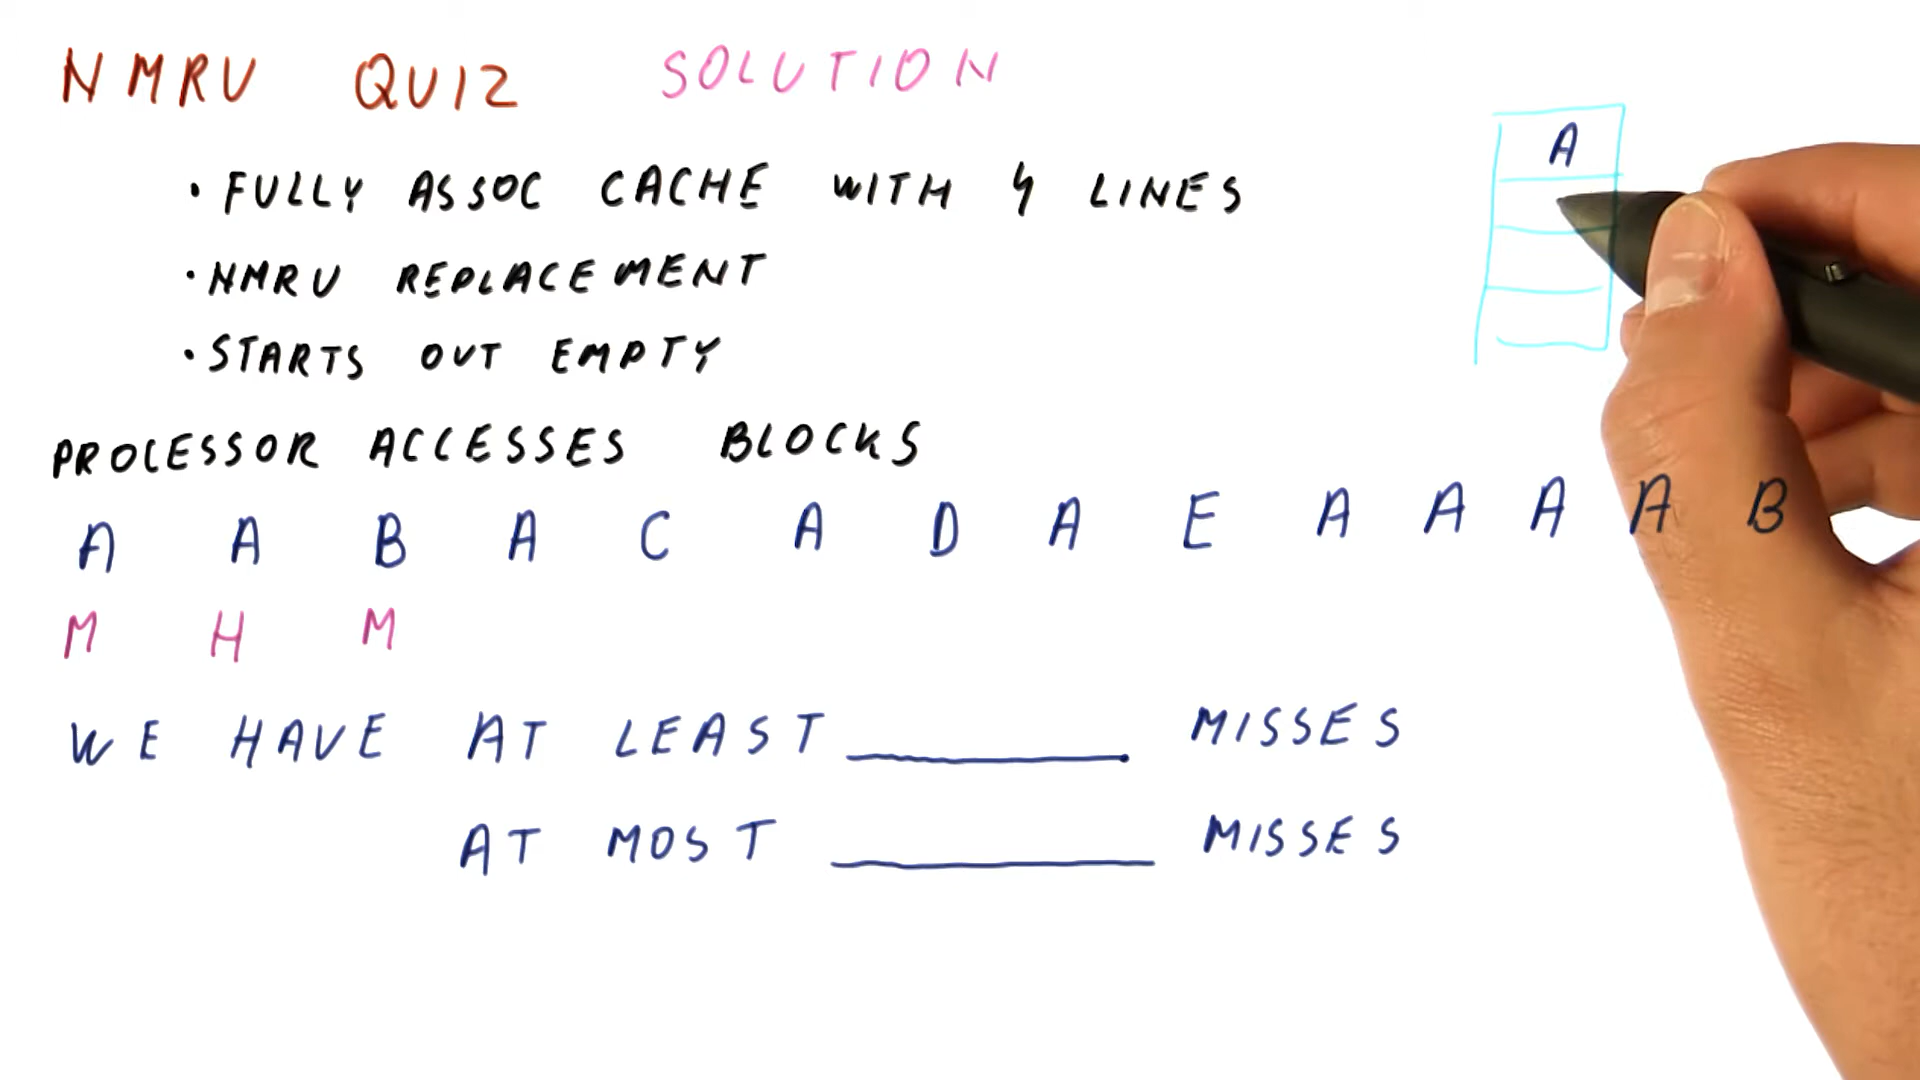 NMRU QUIZ SOLUTION
• FULLY ASSOC CACHE WITH 4 LINES
• NMRU REPLACEMENT
• STARTS OUT EMPTY
PROCESSOR ACCESSES BLOCKS
A A B A C A D A E A A A A B
M H M
WE HAVE AT LEAST ________ MISSES
AT MOST ________ MISSES
A